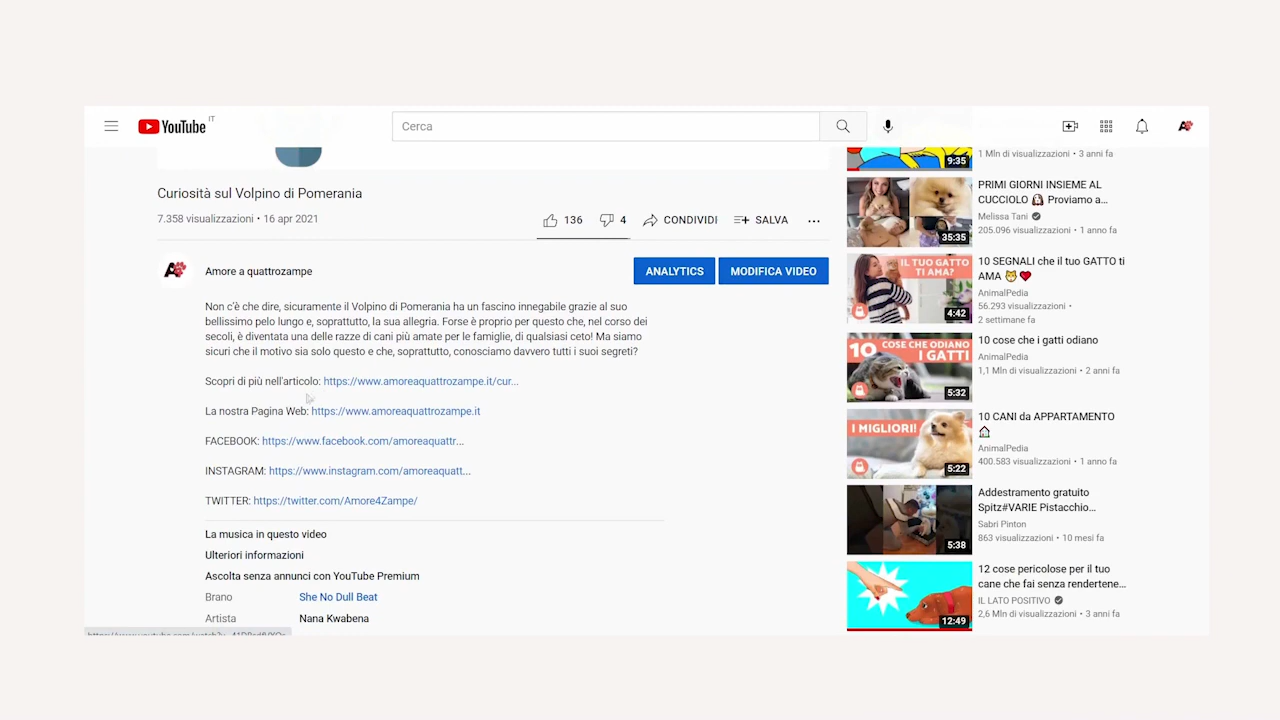 YouTube IT
Cerca
Curiosità sul Volpino di Pomerania
7.358 visualizzazioni • 16 apr 2021
136
4
CONDIVIDI
SALVA
Amore a quattrozampe
ANALYTICS
MODIFICA VIDEO
Non c'è che dire, sicuramente il Volpino di Pomerania ha un fascino innegabile grazie al suo
bellissimo pelo lungo e, soprattutto, la sua allegria. Forse è proprio per questo che, nel corso dei
secoli, è diventata una delle razze di cani più amate per le famiglie, di qualsiasi ceto! Ma siamo
sicuri che il motivo sia solo questo e che, soprattutto, conosciamo davvero tutti i suoi segreti?
Scopri di più nell'articolo: https://www.amoreaquattrozampe.it/cur...
La nostra Pagina Web: https://www.amoreaquattrozampe.it
FACEBOOK: https://www.facebook.com/amoreaquattr...
INSTAGRAM: https://www.instagram.com/amoreaquatt...
TWITTER: https://twitter.com/Amore4Zampe/
La musica in questo video
Ulteriori informazioni
Ascolta senza annunci con YouTube Premium
Brano She No Dull Beat
Artista Nana Kwabena
9:35
1 Mln di visualizzazioni • 3 anni fa
35:35
PRIMI GIORNI INSIEME AL
CUCCIOLO 🐶 Proviamo a...
Melissa Tani
205.096 visualizzazioni • 1 anno fa
IL TUO GATTO
TI AMA?
4:42
10 SEGNALI che il tuo GATTO ti
AMA 😺❤️
AnimalPedia
56.293 visualizzazioni •
2 settimane fa
10 COSE CHE ODIANO
I GATTI
5:32
10 cose che i gatti odiano
AnimalPedia
1,1 Mln di visualizzazioni • 2 anni fa
I MIGLIORI!
5:22
10 CANI da APPARTAMENTO
🏠
AnimalPedia
400.583 visualizzazioni • 1 anno fa
5:38
Addestramento gratuito
Spitz#VARIE Pistacchio...
Sabri Pinton
863 visualizzazioni • 10 mesi fa
12:49
12 cose pericolose per il tuo
cane che fai senza rendertene...
IL LATO POSITIVO
2,6 Mln di visualizzazioni • 3 anni fa